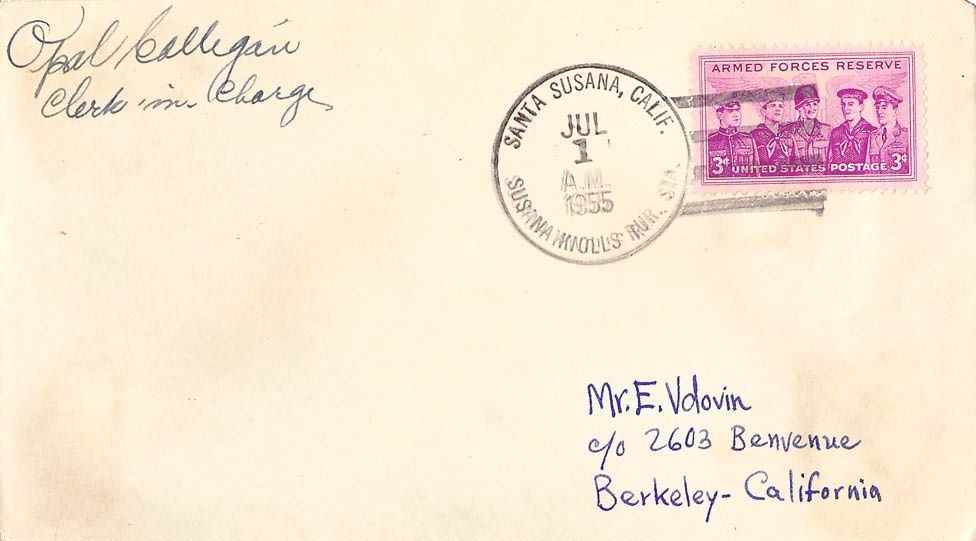 Opal Callegari
Clerk-in-Charge
SANTA SUSANA, CALIF.
JUL
1
A.M.
1955
SUSANA KNOLLS RUR. STA.
ARMED FORCES RESERVE
3¢ UNITED STATES POSTAGE 3¢
Mr. E. Vdovin
c/o 2603 Benvenue
Berkeley - California